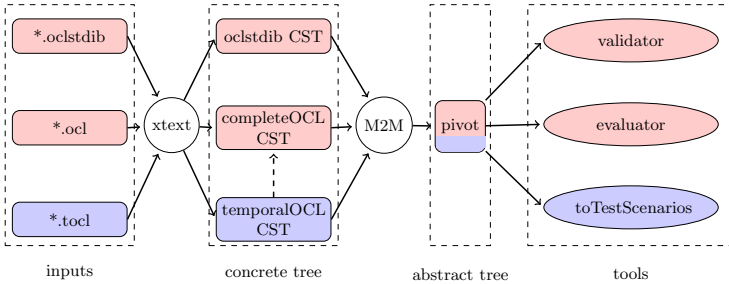 *.oclstdib
oclstdib CST
validator
*.ocl
xtext
completeOCL
CST
M2M
pivot
evaluator
*.tocl
temporalOCL
CST
toTestScenarios
inputs
concrete tree
abstract tree
tools